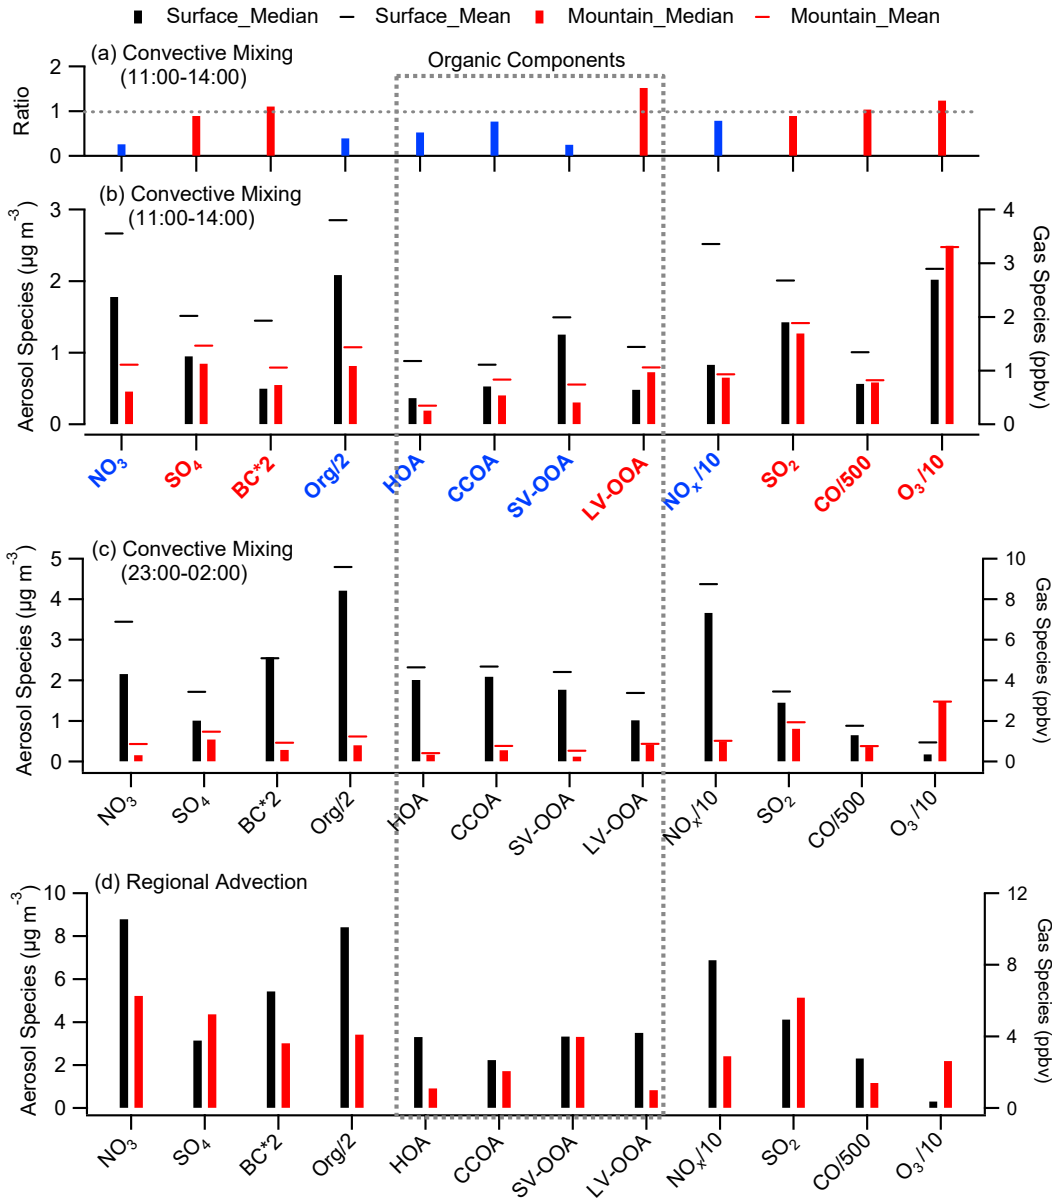 Surface_Median
Surface_Mean
Mountain_Median
Mountain_Mean
(a) Convective Mixing
(11:00-14:00)
Organic Components
Ratio
2
1
0
(b) Convective Mixing
(11:00-14:00)
Aerosol Species (µg m⁻³)
3
2
1
0
Gas Species (ppbv)
4
3
2
1
0
NO₃
SO₄
BC*2
Org/2
HOA
CCOA
SV-OOA
LV-OOA
NOₓ/10
SO₂
CO/500
O₃/10
(c) Convective Mixing
(23:00-02:00)
Aerosol Species (µg m⁻³)
5
4
3
2
1
0
Gas Species (ppbv)
10
8
6
4
2
0
NO₃
SO₄
BC*2
Org/2
HOA
CCOA
SV-OOA
LV-OOA
NOₓ/10
SO₂
CO/500
O₃/10
(d) Regional Advection
Aerosol Species (µg m⁻³)
10
8
6
4
2
0
Gas Species (ppbv)
12
8
4
0
NO₃
SO₄
BC*2
Org/2
HOA
CCOA
SV-OOA
LV-OOA
NOₓ/10
SO₂
CO/500
O₃/10